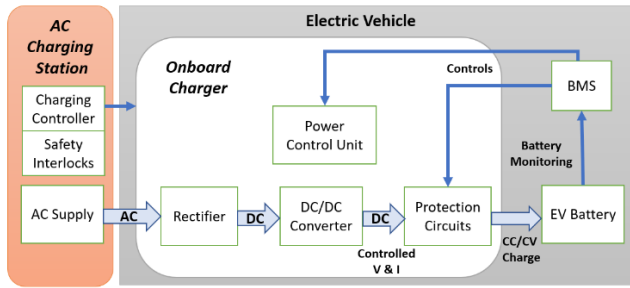 AC
Charging
Station
Charging
Controller
Safety
Interlocks
AC Supply
Electric Vehicle
Onboard
Charger
Controls
BMS
Power
Control Unit
Battery
Monitoring
AC
Rectifier
DC
DC/DC
Converter
DC
Protection
Circuits
EV Battery
Controlled
V & I
CC/CV
Charge